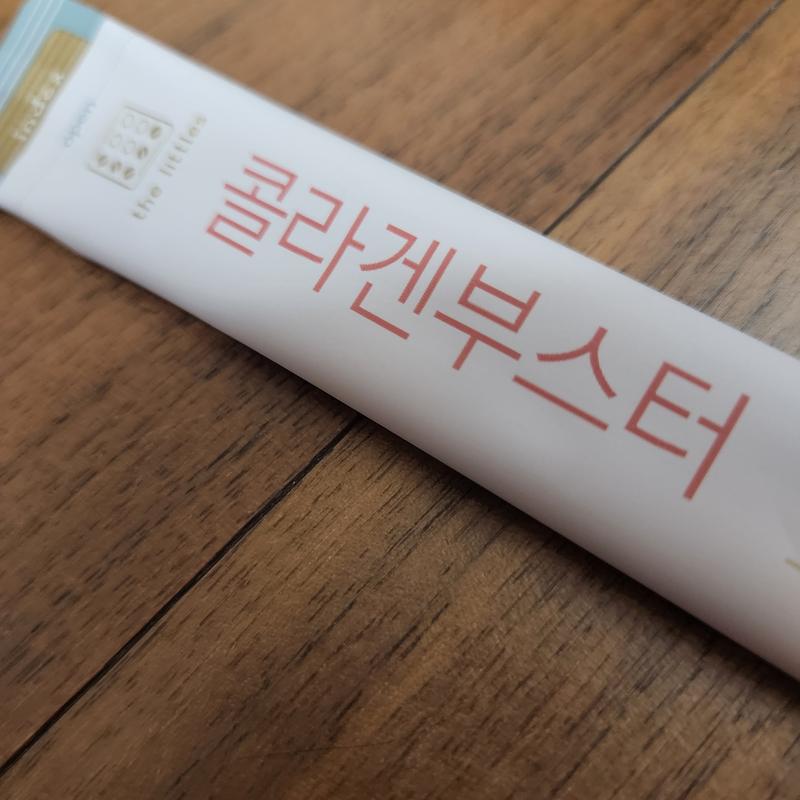 index
open
the littles
콜라겐부스터